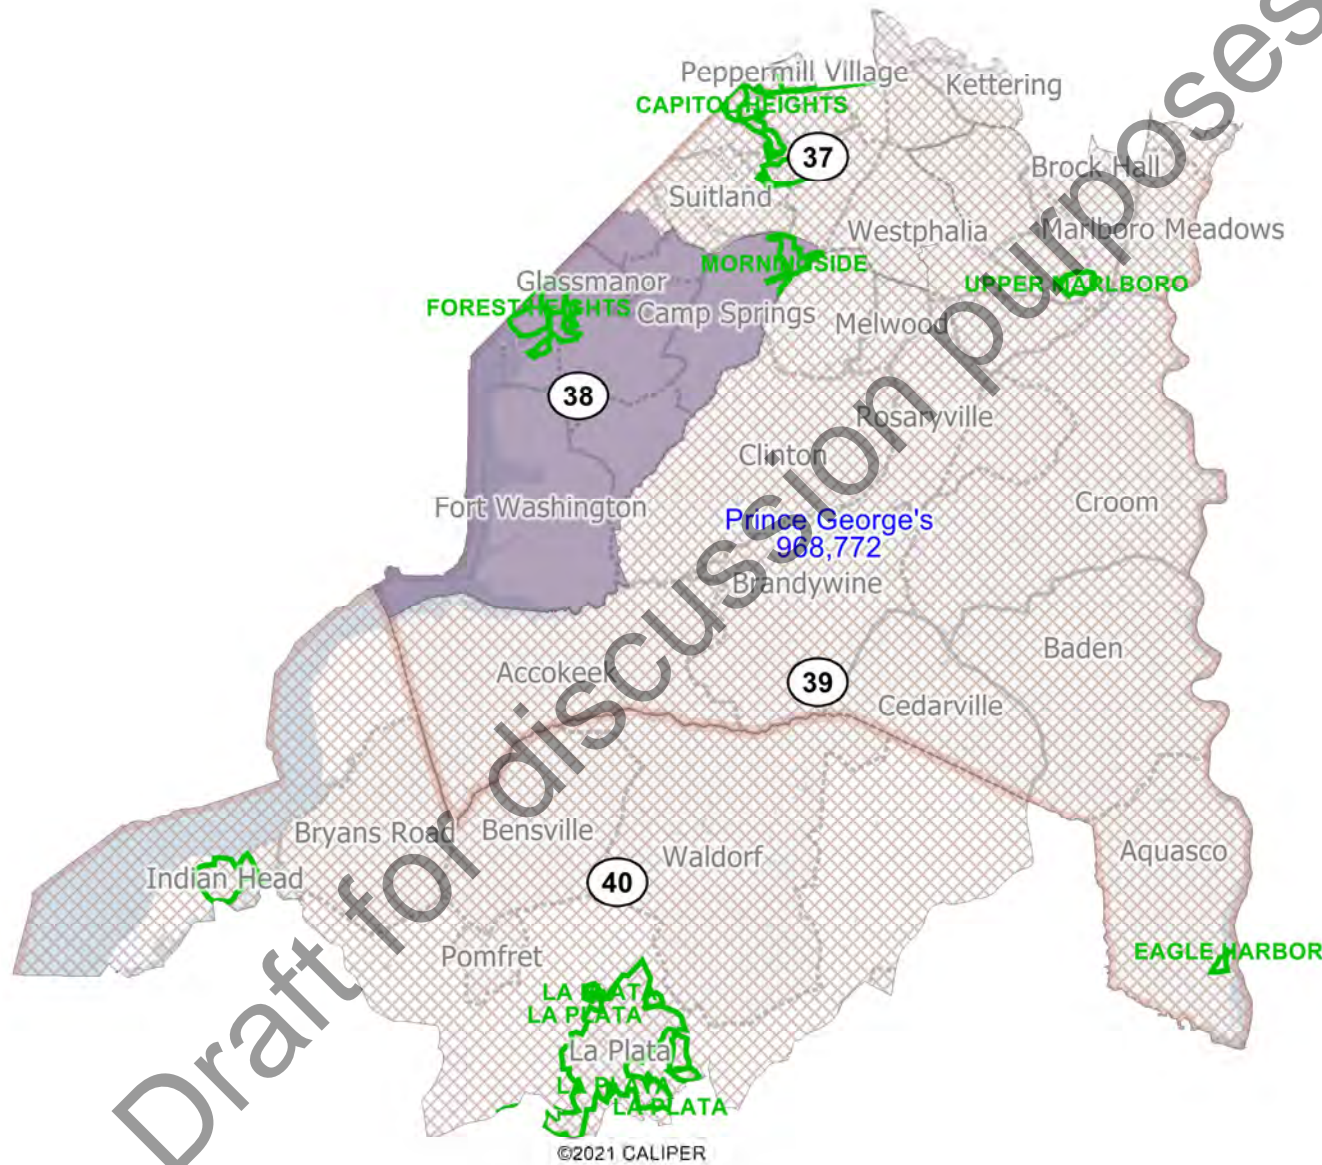 Peppermill Village
Kettering
CAPITOL HEIGHTS
37
Brock Hall
Suitland
Westphalia
Marlboro Meadows
MORNINGSIDE
Glassmanor
UPPER MARLBORO
FOREST HEIGHTS
Camp Springs
Melwood
38
Rosaryville
Clinton
Croom
Fort Washington
Prince George's
968,772
Brandywine
Baden
Accokeek
39
Cedarville
Bryans Road
Bensville
Waldorf
Aquasco
Indian Head
40
Pomfret
EAGLE HARBOR
LA PLATA
LA PLATA
La Plata
LA PLATA
LA PLATA
Draft for discussion purposes
©2021 CALIPER